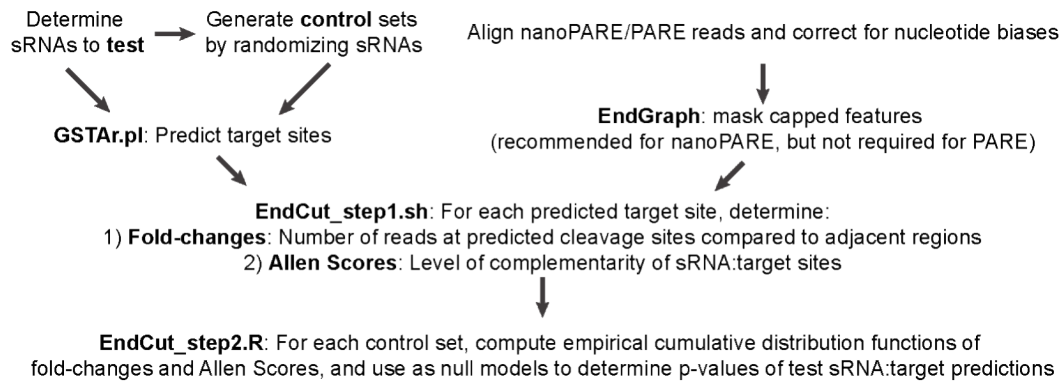 Determine
sRNAs to test
Generate control sets
by randomizing sRNAs
Align nanoPARE/PARE reads and correct for nucleotide biases
GSTAr.pl: Predict target sites
EndGraph: mask capped features
(recommended for nanoPARE, but not required for PARE)
EndCut_step1.sh: For each predicted target site, determine:
1) Fold-changes: Number of reads at predicted cleavage sites compared to adjacent regions
2) Allen Scores: Level of complementarity of sRNA:target sites
EndCut_step2.R: For each control set, compute empirical cumulative distribution functions of
fold-changes and Allen Scores, and use as null models to determine p-values of test sRNA:target predictions